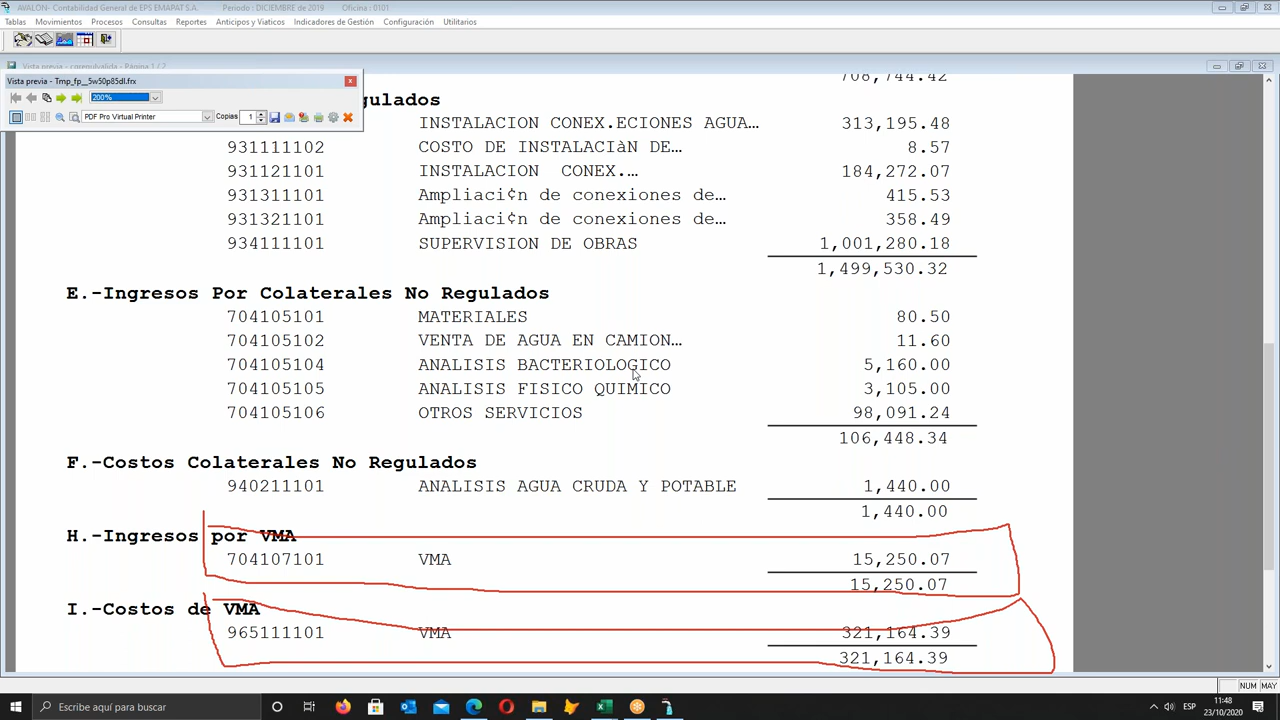 AVALON- Contabilidad General de EPS EMAPAT S.A. Periodo : DICIEMBRE de 2019 Oficina : 0101
Tablas Movimientos Procesos Consultas Reportes Anticipos y Viaticos Indicadores de Gestión Configuración Utilitarios
Vista previa - Tmp_fp__5w50p85dl.frx
200%
PDF Pro Virtual Printer Copias 1
708,744.42
gulados
INSTALACION CONEX.ECIONES AGUA… 313,195.48
931111102 COSTO DE INSTALACIàN DE… 8.57
931121101 INSTALACION CONEX.… 184,272.07
931311101 Ampliaci¢n de conexiones de… 415.53
931321101 Ampliaci¢n de conexiones de… 358.49
934111101 SUPERVISION DE OBRAS 1,001,280.18
1,499,530.32
E.-Ingresos Por Colaterales No Regulados
704105101 MATERIALES 80.50
704105102 VENTA DE AGUA EN CAMION… 11.60
704105104 ANALISIS BACTERIOLOGICO 5,160.00
704105105 ANALISIS FISICO QUIMICO 3,105.00
704105106 OTROS SERVICIOS 98,091.24
106,448.34
F.-Costos Colaterales No Regulados
940211101 ANALISIS AGUA CRUDA Y POTABLE 1,440.00
1,440.00
H.-Ingresos por VMA
704107101 VMA 15,250.07
15,250.07
I.-Costos de VMA
965111101 VMA 321,164.39
321,164.39
NUM MAY
Escribe aquí para buscar
ESP
11:48
23/10/2020